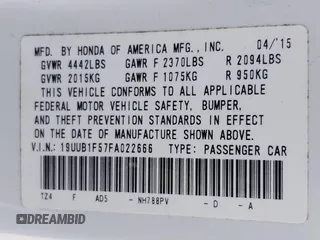 MFD. BY HONDA OF AMERICA MFG., INC. 04/'15
GVWR 4442LBS GAWR F 2370LBS R 2094LBS
GVWR 2015KG GAWR F 1075KG R 950KG
THIS VEHICLE CONFORMS TO ALL APPLICABLE
FEDERAL MOTOR VEHICLE SAFETY, BUMPER,
AND THEFT PREVENTION STANDARDS IN EFFECT
ON THE DATE OF MANUFACTURE SHOWN ABOVE.
V.I.N.: 19UUB1F57FA022666 TYPE: PASSENGER CAR
TZ4 F AD5 - NH788PV - D - A
DREAMBID